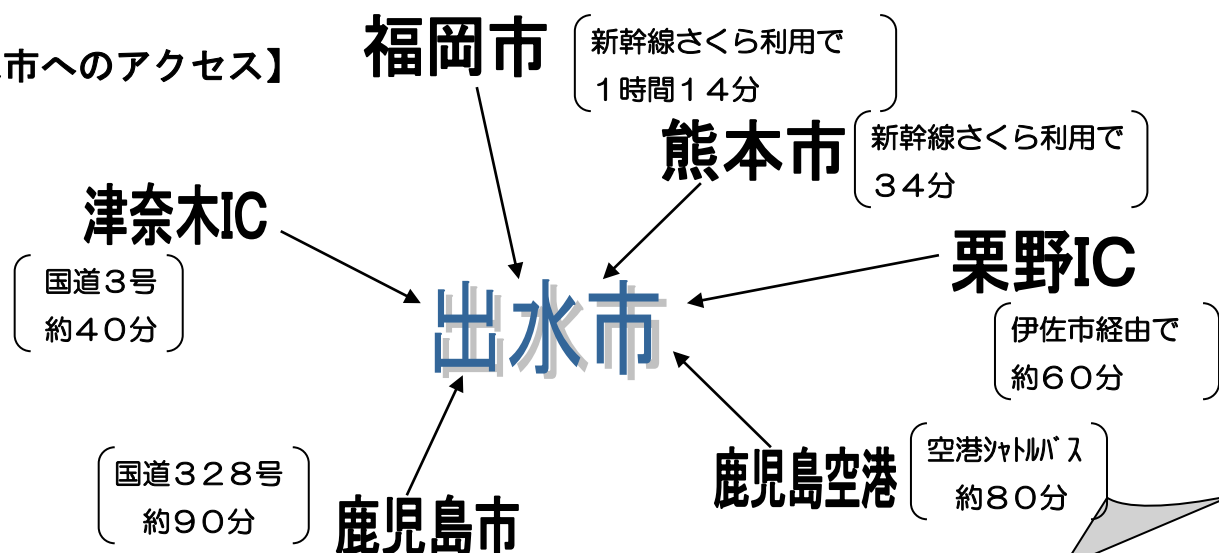 市へのアクセス】
福岡市
新幹線さくら利用で
１時間１４分
熊本市
新幹線さくら利用で
３４分
津奈木IC
国道３号
約４０分
栗野IC
伊佐市経由で
約６０分
出水市
国道３２８号
約９０分
鹿児島市
鹿児島空港
空港ｼｬﾄﾙﾊﾞｽ
約８０分